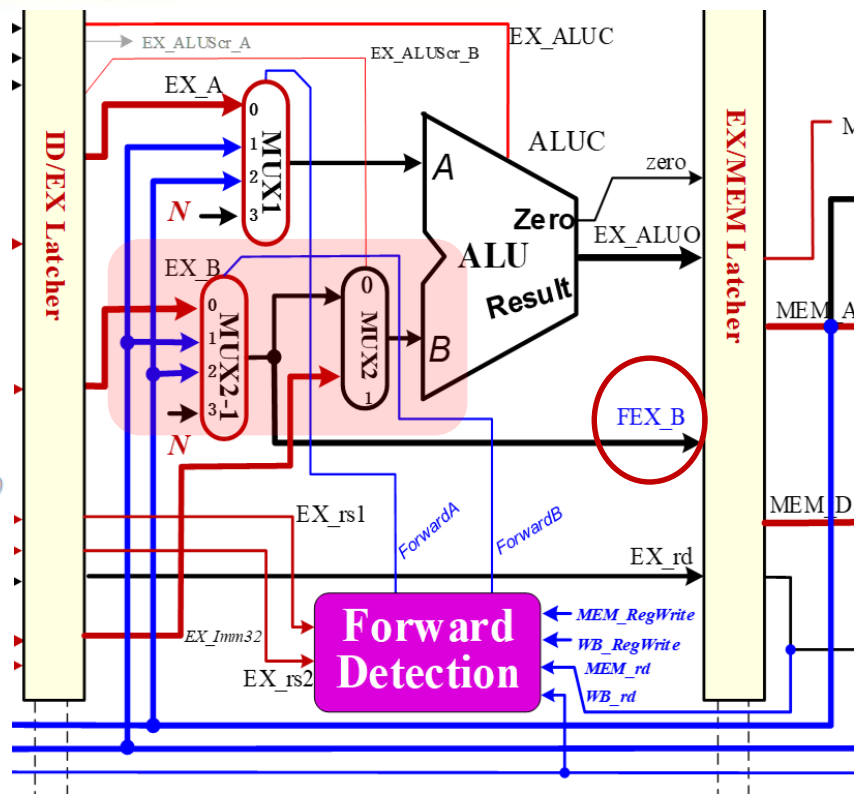 EX_ALUScr_A
EX_ALUScr_B
EX_ALUC
EX_A
0
1
2
3
MUX1
N
ID/EX Latcher
A
ALUC
zero
Zero
EX_ALUO
ALU
Result
B
EX/MEM Latcher
M
MEM_A
EX_B
0
1
2
3
MUX2-1
N
0
MUX2
1
FEX_B
MEM_D
EX_rs1
ForwardA
ForwardB
EX_rd
EX_Imm32
EX_rs2
Forward
Detection
MEM_RegWrite
WB_RegWrite
MEM_rd
WB_rd